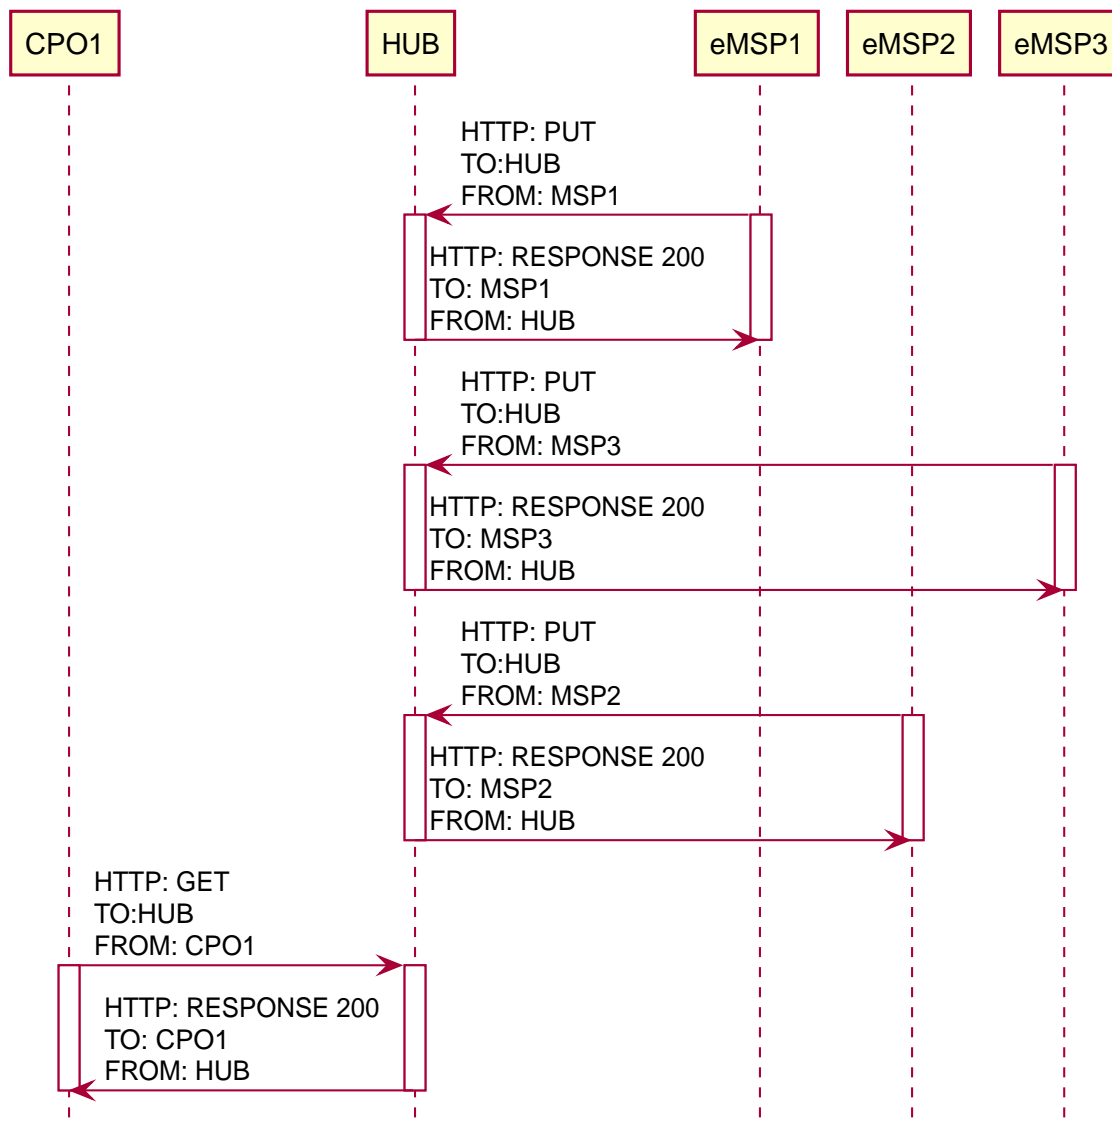 CPO1
HUB
eMSP1
eMSP2
eMSP3
HTTP: PUT
TO:HUB
FROM: MSP1
HTTP: RESPONSE 200
TO: MSP1
FROM: HUB
HTTP: PUT
TO:HUB
FROM: MSP3
HTTP: RESPONSE 200
TO: MSP3
FROM: HUB
HTTP: PUT
TO:HUB
FROM: MSP2
HTTP: RESPONSE 200
TO: MSP2
FROM: HUB
HTTP: GET
TO:HUB
FROM: CPO1
HTTP: RESPONSE 200
TO: CPO1
FROM: HUB